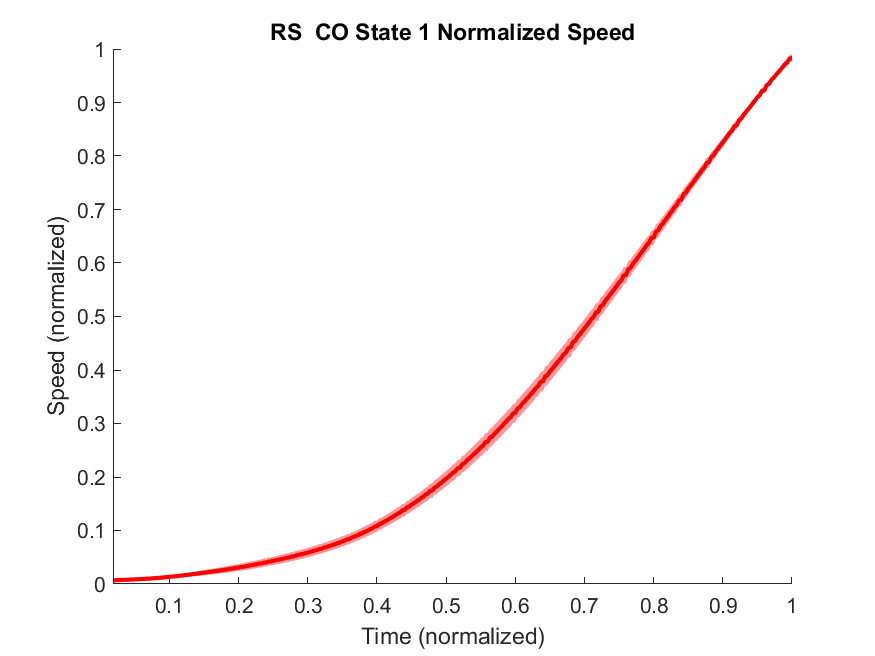 RS  CO State 1 Normalized Speed
1
0.9
0.8
0.7
0.6
0.5
0.4
0.3
0.2
0.1
0
Speed (normalized)
0.1 0.2 0.3 0.4 0.5 0.6 0.7 0.8 0.9 1
Time (normalized)